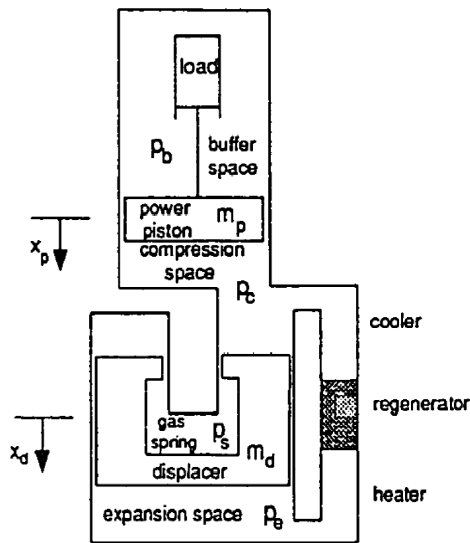 load
p_b
buffer
space
power
piston
m_p
x_p
compression
space
p_c
cooler
regenerator
gas
spring
p_s
m_d
x_d
displacer
heater
expansion space
p_e